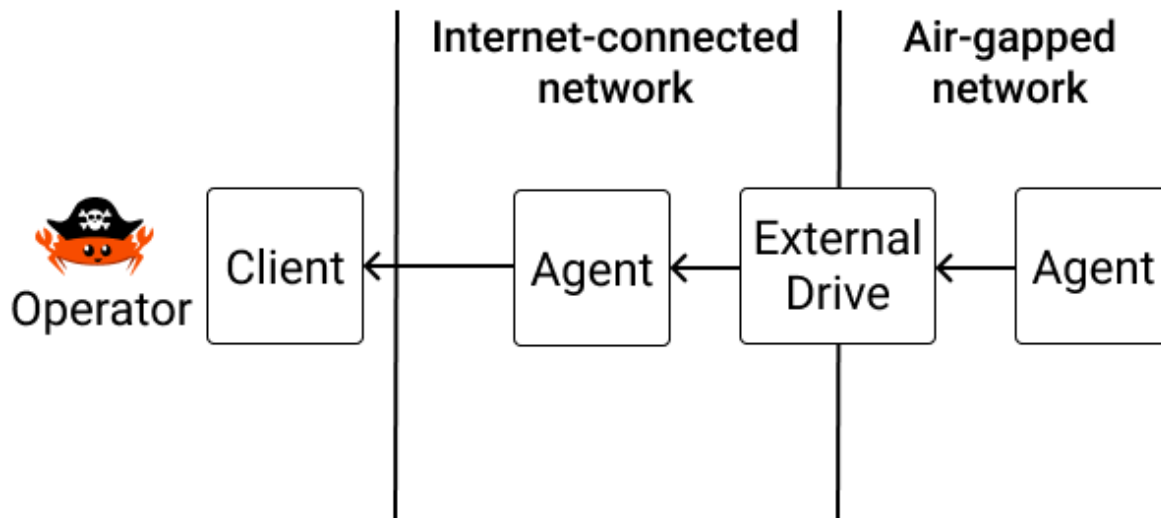 Internet-connected
network
Air-gapped
network
Operator
Client
Agent
External
Drive
Agent